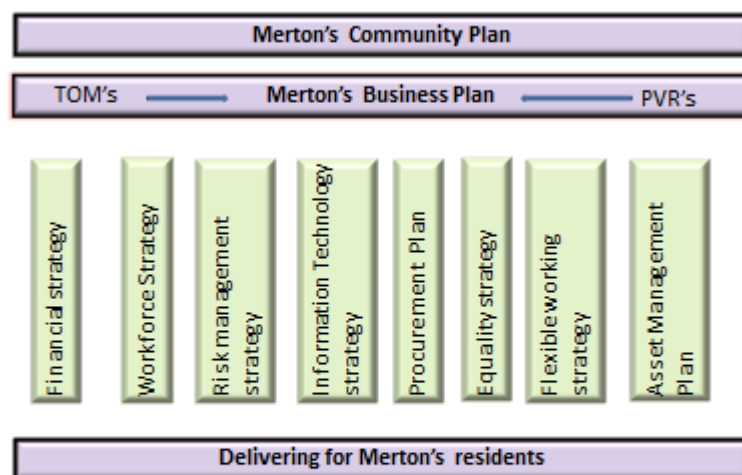 Merton's Community Plan
TOM's Merton's Business Plan PVR's
Financial strategy
Workforce Strategy
Risk management
strategy
Information Technology
strategy
Procurement Plan
Equality strategy
Flexible working
strategy
Asset Management
Plan
Delivering for Merton's residents